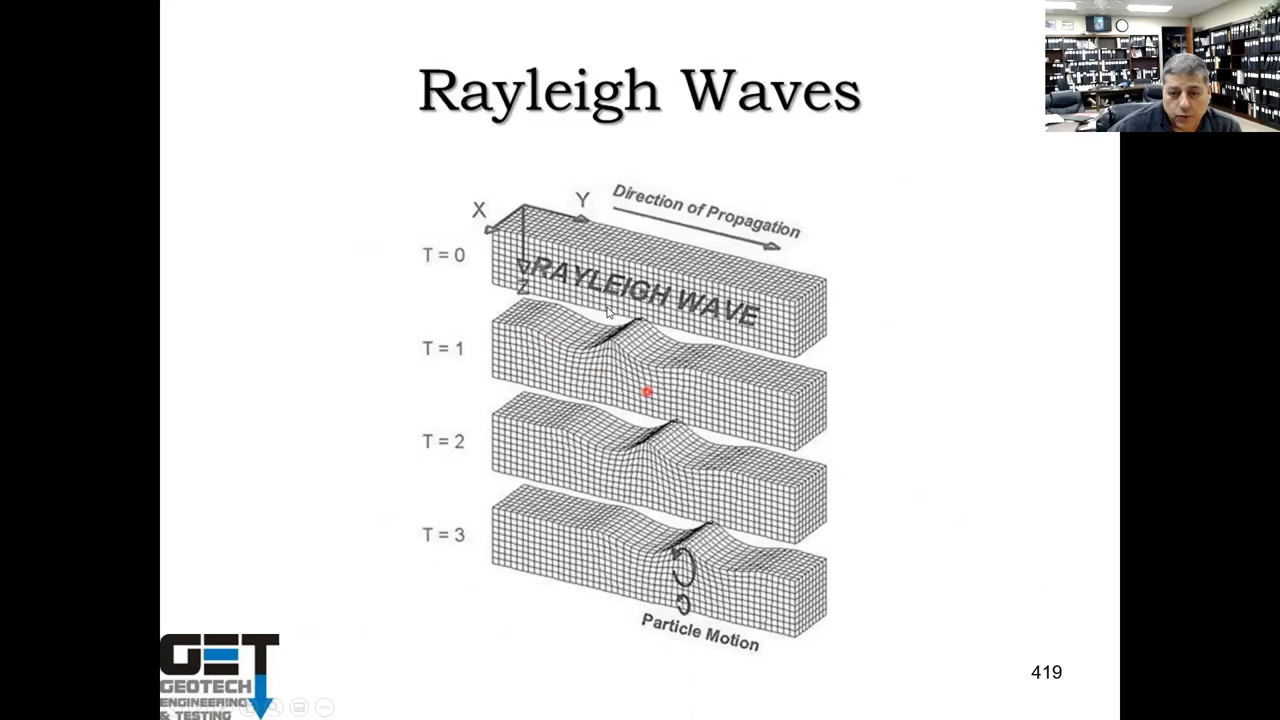 Rayleigh Waves
Direction of Propagation
X
Y
T = 0
Z
RAYLEIGH WAVE
T = 1
T = 2
T = 3
Particle Motion
GET
GEOTECH
ENGINEERING
& TESTING
419